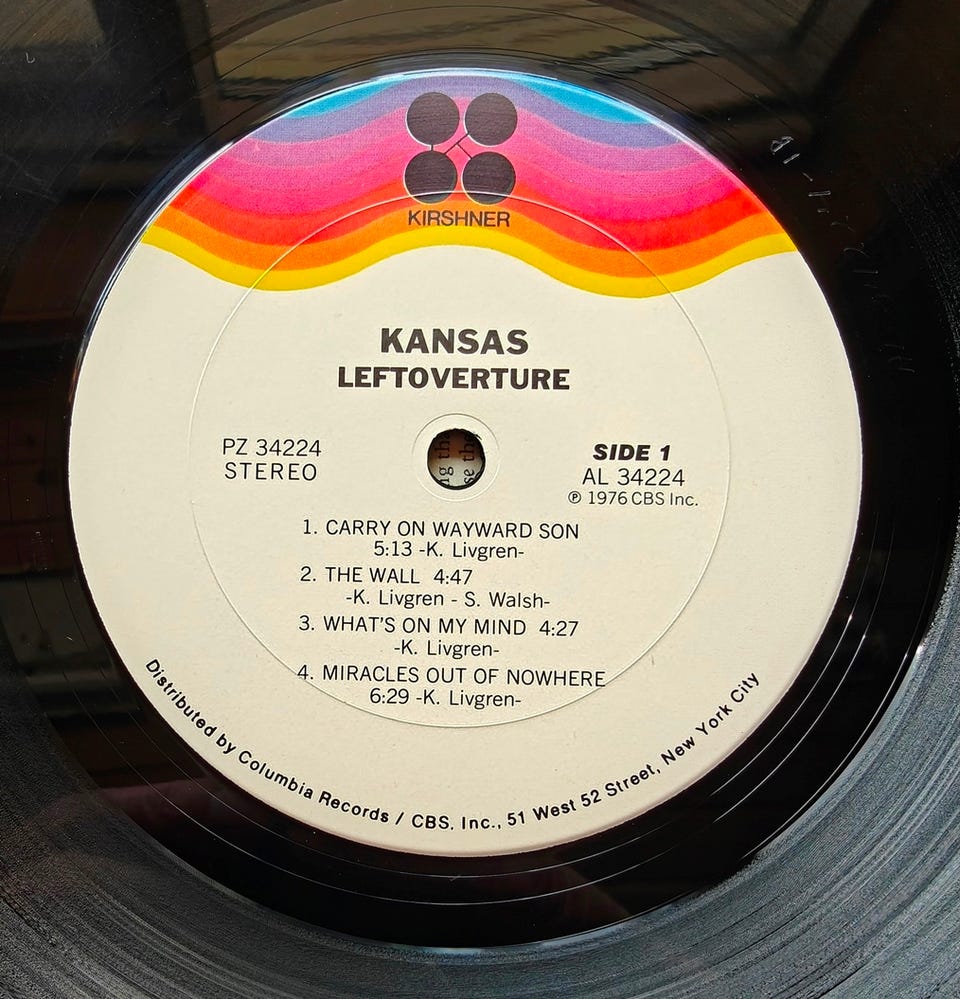 KIRSHNER
KANSAS
LEFTOVERTURE
PZ 34224
STEREO
SIDE 1
AL 34224
℗ 1976 CBS Inc.
1. CARRY ON WAYWARD SON
5:13 -K. Livgren-
2. THE WALL 4:47
-K. Livgren - S. Walsh-
3. WHAT'S ON MY MIND 4:27
-K. Livgren-
4. MIRACLES OUT OF NOWHERE
6:29 -K. Livgren-
Distributed by Columbia Records / CBS, Inc., 51 West 52 Street, New York City